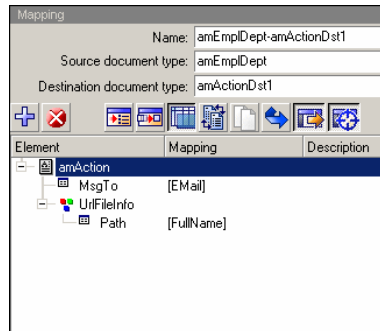 Mapping
Name: amEmplDept-amActionDst1
Source document type: amEmplDept
Destination document type: amActionDst1
Element Mapping Description
amAction
MsgTo [EMail]
UrlFileInfo
Path [FullName]